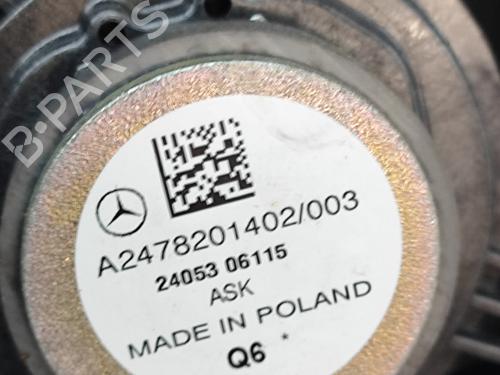 B-PARTS
A2478201402/003
24053 06115
ASK
MADE IN POLAND
Q6 *